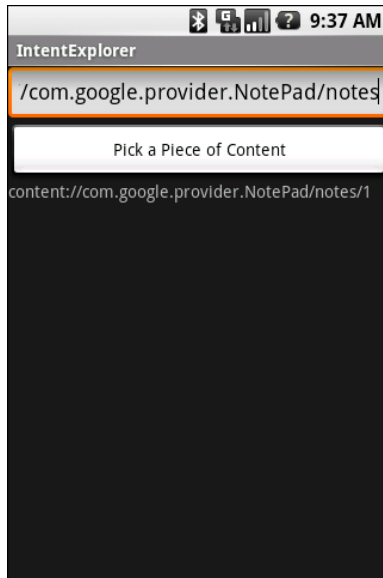 G ? 9:37 AM
IntentExplorer
/com.google.provider.NotePad/notes
Pick a Piece of Content
content://com.google.provider.NotePad/notes/1